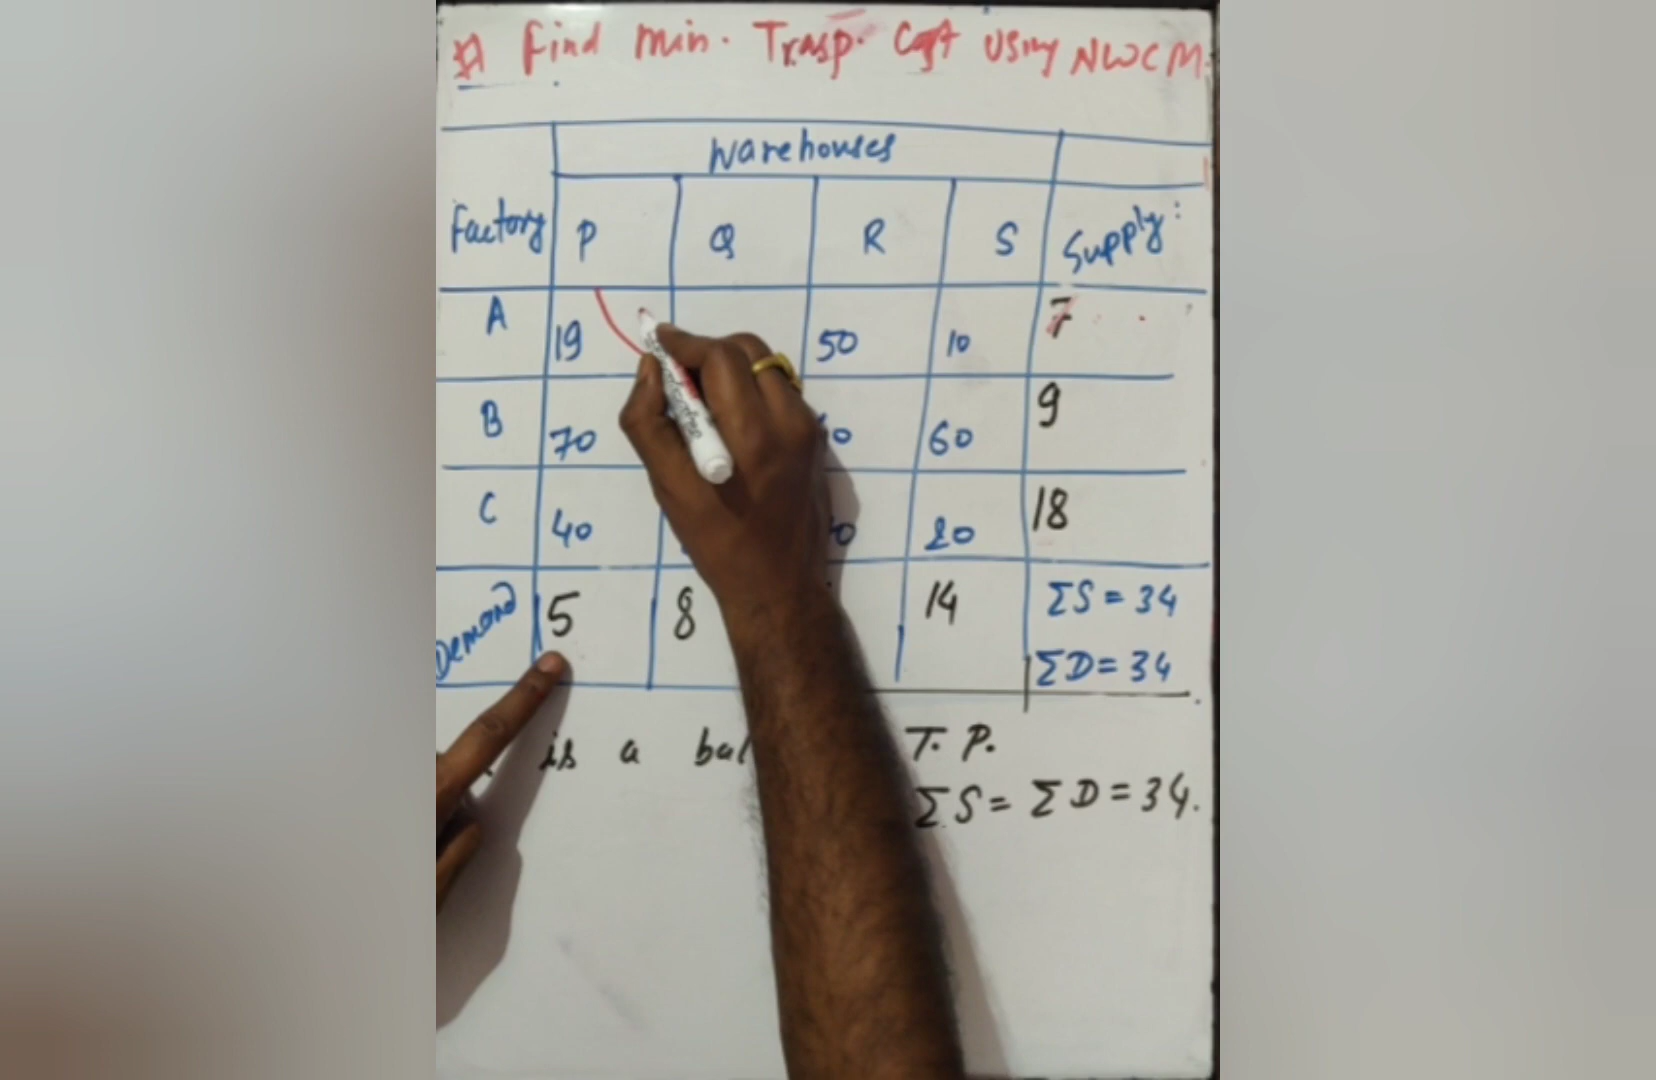 Find Min. Trasp. Cost Using NWCM.
Warehouses
Factory P Q R S Supply:
A 19 50 10 7
B 70 60 9
C 40 20 18
Demand 5 8 14 ΣS = 34
ΣD = 34
is a T. P.
ΣS = ΣD = 34.